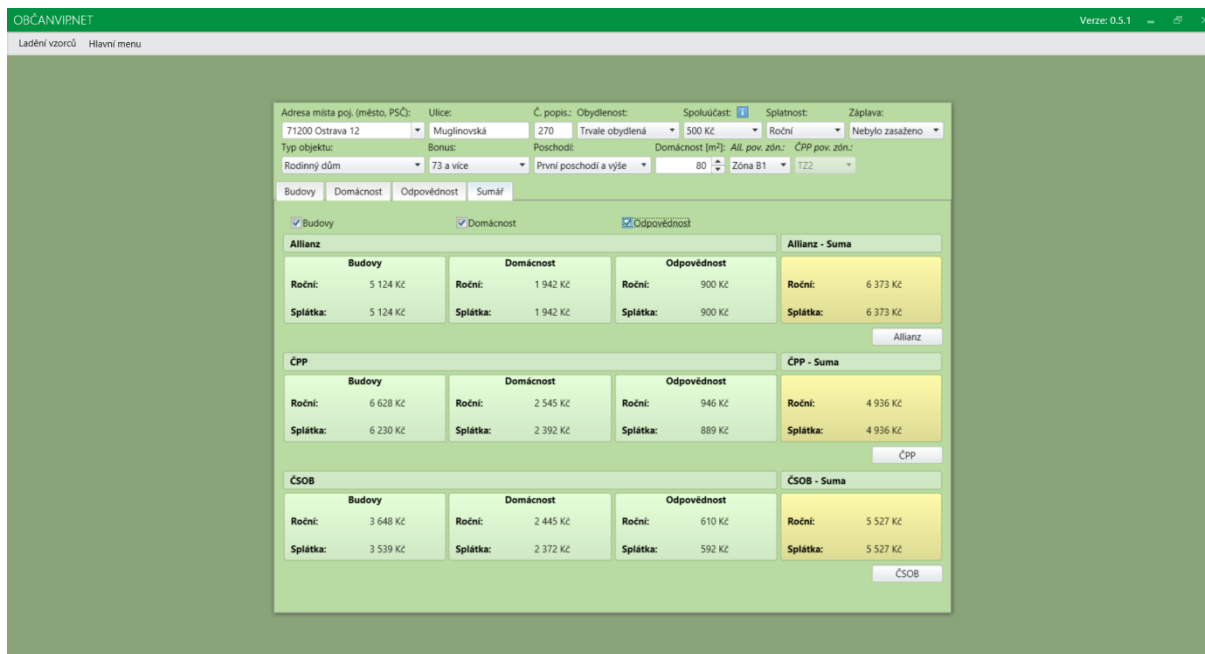 OBČANVIP.NET Verze: 0.5.1
Ladění vzorců Hlavní menu
Adresa místa poj. (město, PSČ): Ulice: Č. popis.: Obydlenost: Spoluúčast: i Splatnost: Záplava:
71200 Ostrava 12 Muglinovská 270 Trvale obydlená 500 Kč Roční Nebylo zasaženo
Typ objektu: Bonus: Poschodí: Domácnost [m²]: All. pov. zón.: ČPP pov. zón.:
Rodinný dům 73 a více První poschodí a výše 80 Zóna B1 TZ2
Budovy Domácnost Odpovědnost Sumář
Budovy Domácnost Odpovědnost
Allianz Allianz - Suma
Budovy Domácnost Odpovědnost
Roční: 5 124 Kč Roční: 1 942 Kč Roční: 900 Kč Roční: 6 373 Kč
Splátka: 5 124 Kč Splátka: 1 942 Kč Splátka: 900 Kč Splátka: 6 373 Kč
Allianz
ČPP ČPP - Suma
Budovy Domácnost Odpovědnost
Roční: 6 628 Kč Roční: 2 545 Kč Roční: 946 Kč Roční: 4 936 Kč
Splátka: 6 230 Kč Splátka: 2 392 Kč Splátka: 889 Kč Splátka: 4 936 Kč
ČPP
ČSOB ČSOB - Suma
Budovy Domácnost Odpovědnost
Roční: 3 648 Kč Roční: 2 445 Kč Roční: 610 Kč Roční: 5 527 Kč
Splátka: 3 539 Kč Splátka: 2 372 Kč Splátka: 592 Kč Splátka: 5 527 Kč
ČSOB